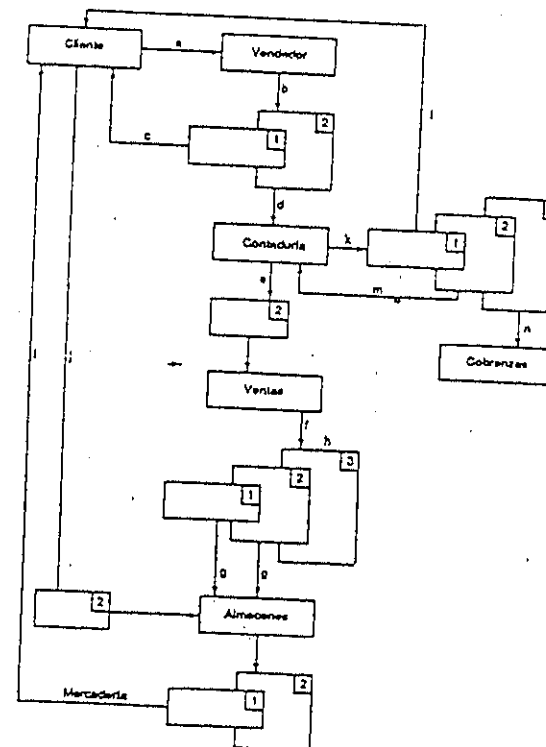 Cliente
a
Vendedor
b
2
1
c
l
d
Contaduría
k
2
1
e
m
2
n
Cobranzas
Ventas
f
h
3
2
1
g
g
2
Almacenes
Mercadería
2
1